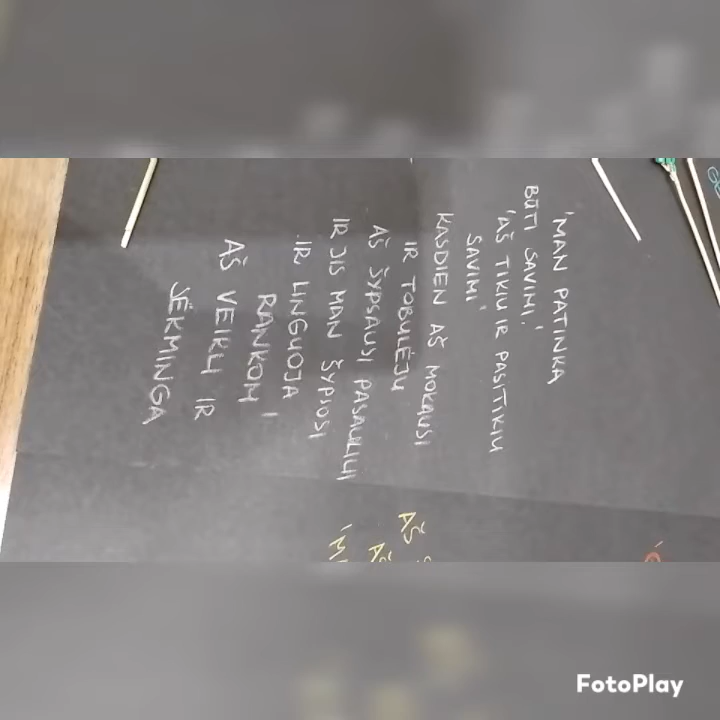 'MAN PATINKA
BŪTI SAVIMI.'
'AŠ TIKIU IR PASITIKIU
SAVIMI'
KASDIEN AŠ MOKAUSI
IR TOBULĖJU
AŠ ŠYPSAUSI PASAULIUI
IR JIS MAN ŠYPSOSI
IR LINGUOJA
RANKOM
AŠ VEIKLI IR
SĖKMINGA
AŠ
FotoPlay